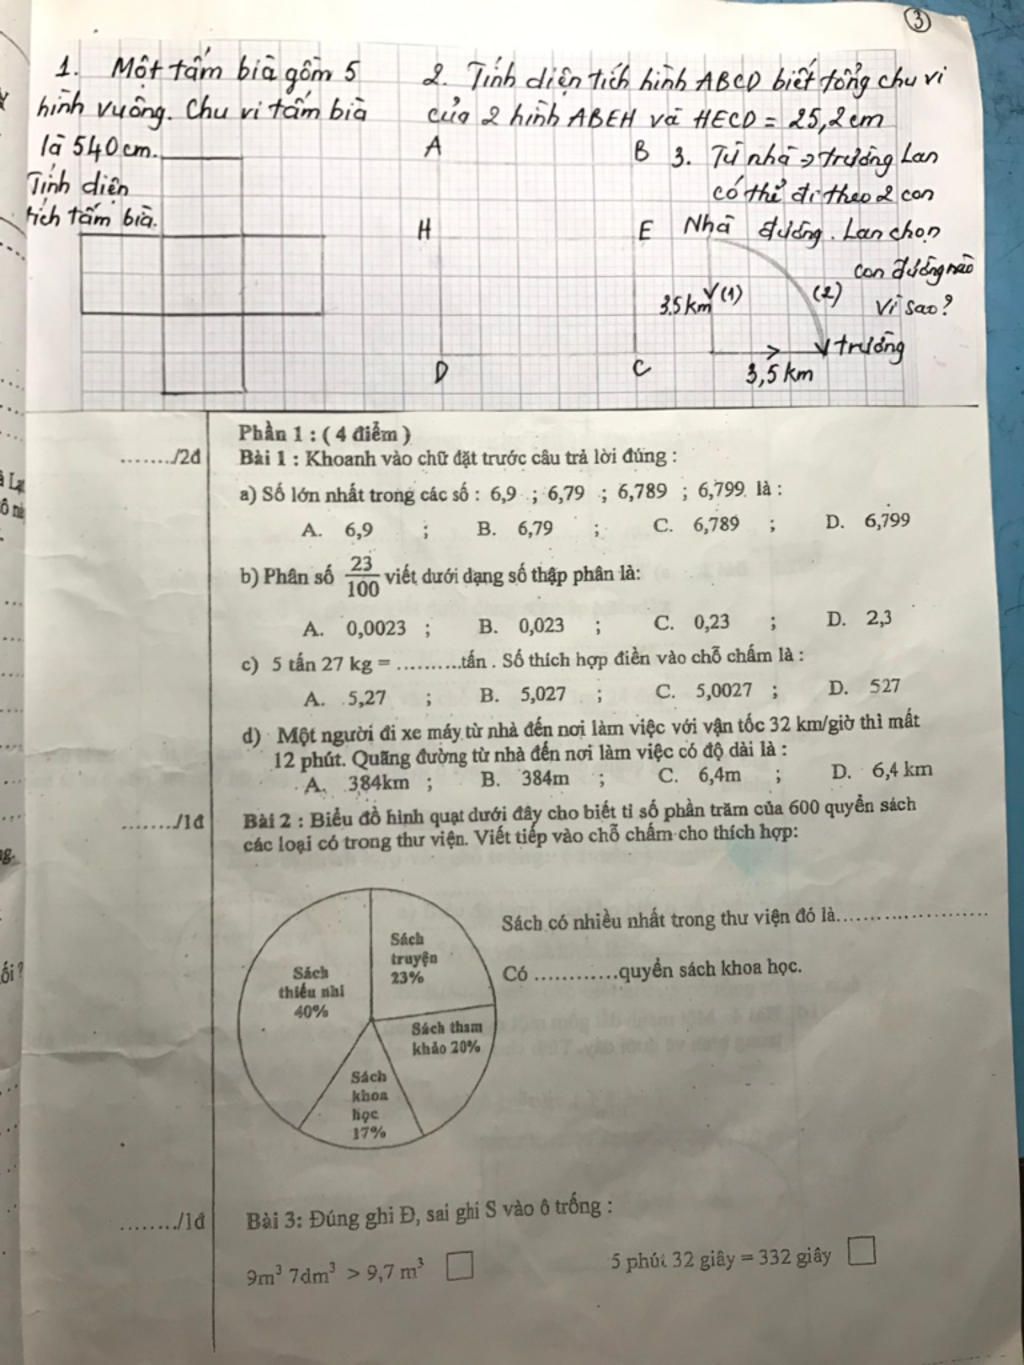 3
1. Một tấm bìa gồm 5
hình vuông. Chu vi tấm bìa
là 540 cm.
Tính diện
tích tấm bìa.
2. Tính diện tích hình ABCD biết tổng chu vi
của 2 hình ABEH và HECD = 25,2 cm
A
B
H
E
D
C
3. Từ nhà → trường Lan
có thể đi theo 2 con
đường. Lan chọn
con đường nào
vì sao?
Nhà
3.5 km
(1)
(2)
trường
3,5 km
Phần 1 : ( 4 điểm )
......../2đ
Bài 1 : Khoanh vào chữ đặt trước câu trả lời đúng :
a) Số lớn nhất trong các số : 6,9 ; 6,79 ; 6,789 ; 6,799 là :
A. 6,9 ; B. 6,79 ; C. 6,789 ; D. 6,799
b) Phân số 23/100 viết dưới dạng số thập phân là:
A. 0,0023 ; B. 0,023 ; C. 0,23 ; D. 2,3
c) 5 tấn 27 kg = ..........tấn . Số thích hợp điền vào chỗ chấm là :
A. 5,27 ; B. 5,027 ; C. 5,0027 ; D. 527
d) Một người đi xe máy từ nhà đến nơi làm việc với vận tốc 32 km/giờ thì mất
12 phút. Quãng đường từ nhà đến nơi làm việc có độ dài là :
A. 384km ; B. 384m ; C. 6,4m ; D. 6,4 km
......../1đ
Bài 2 : Biểu đồ hình quạt dưới đây cho biết tỉ số phần trăm của 600 quyển sách
các loại có trong thư viện. Viết tiếp vào chỗ chấm cho thích hợp:
Sách
truyện
23%
Sách
thiếu nhi
40%
Sách tham
khảo 20%
Sách
khoa
học
17%
Sách có nhiều nhất trong thư viện đó là......................
Có .............quyển sách khoa học.
......../1đ
Bài 3: Đúng ghi Đ, sai ghi S vào ô trống :
9m³ 7dm³ > 9,7 m³
5 phút 32 giây = 332 giây